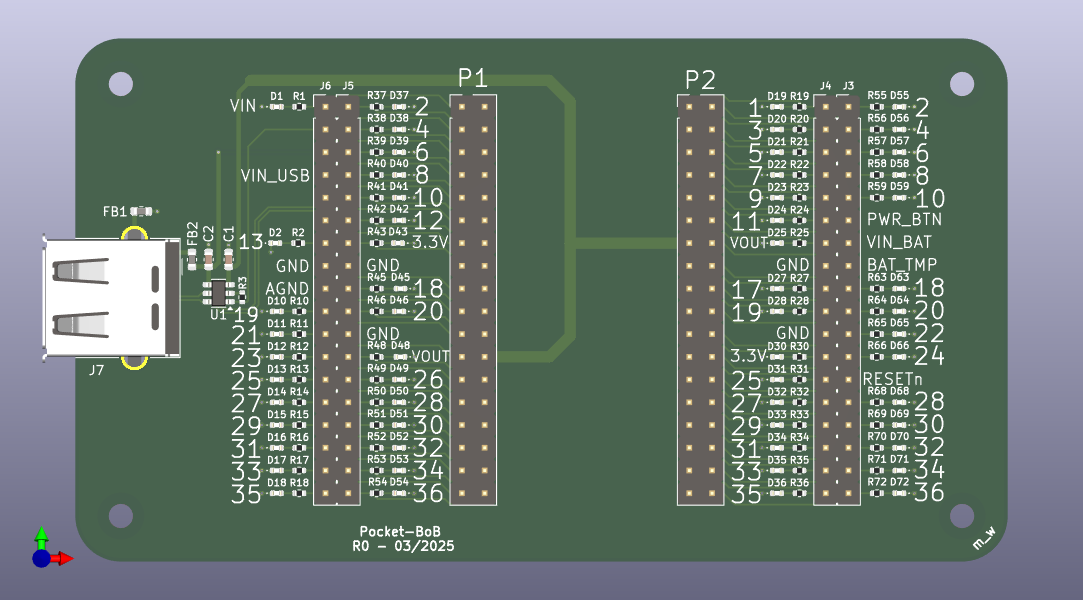 P1 P2
J6 J5 J4 J3
VIN D1 R1 R37 D37 2 1 D19 R19 R55 D55 2
R38 D38 4 3 D20 R20 R56 D56 4
R39 D39 6 5 D21 R21 R57 D57 6
VIN_USB R40 D40 8 7 D22 R22 R58 D58 8
R41 D41 10 9 D23 R23 R59 D59 10
FB1 R42 D42 12 11 D24 R24 PWR_BTN
FB2 C2 C1 13 D2 R2 R43 D43 3.3V VOUT D25 R25 VIN_BAT
GND GND GND BAT_TMP
R3 AGND R45 D45 18 17 D27 R27 R63 D63 18
U1 19 D10 R10 R46 D46 20 19 D28 R28 R64 D64 20
21 D11 R11 GND GND R65 D65 22
23 D12 R12 R48 D48 VOUT 3.3V D30 R30 R66 D66 24
J7 25 D13 R13 R49 D49 26 25 D31 R31 RESETn
27 D14 R14 R50 D50 28 27 D32 R32 R68 D68 28
29 D15 R15 R51 D51 30 29 D33 R33 R69 D69 30
31 D16 R16 R52 D52 32 31 D34 R34 R70 D70 32
33 D17 R17 R53 D53 34 33 D35 R35 R71 D71 34
35 D18 R18 R54 D54 36 35 D36 R36 R72 D72 36
Pocket-BoB
R0 - 03/2025
m_w